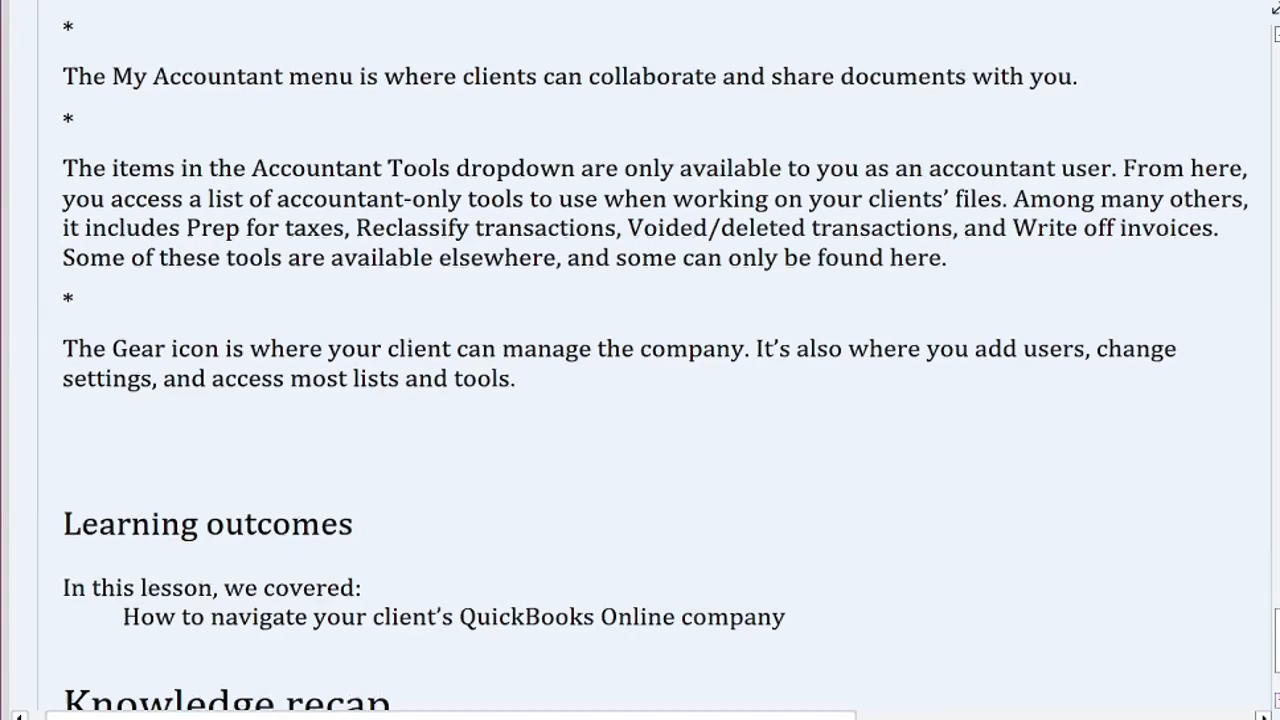 *
The My Accountant menu is where clients can collaborate and share documents with you.
*
The items in the Accountant Tools dropdown are only available to you as an accountant user. From here,
you access a list of accountant-only tools to use when working on your clients’ files. Among many others,
it includes Prep for taxes, Reclassify transactions, Voided/deleted transactions, and Write off invoices.
Some of these tools are available elsewhere, and some can only be found here.
*
The Gear icon is where your client can manage the company. It’s also where you add users, change
settings, and access most lists and tools.
Learning outcomes
In this lesson, we covered:
How to navigate your client’s QuickBooks Online company
Knowledge recap